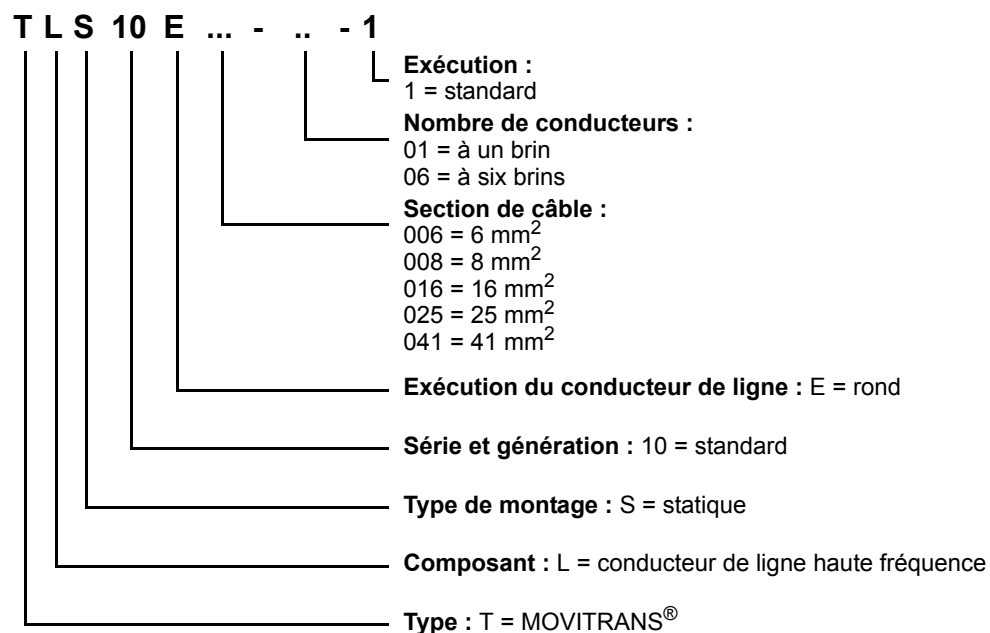 T L S 10 E ... - .. - 1
Exécution :
1 = standard
Nombre de conducteurs :
01 = à un brin
06 = à six brins
Section de câble :
006 = 6 mm²
008 = 8 mm²
016 = 16 mm²
025 = 25 mm²
041 = 41 mm²
Exécution du conducteur de ligne : E = rond
Série et génération : 10 = standard
Type de montage : S = statique
Composant : L = conducteur de ligne haute fréquence
Type : T = MOVITRANS®